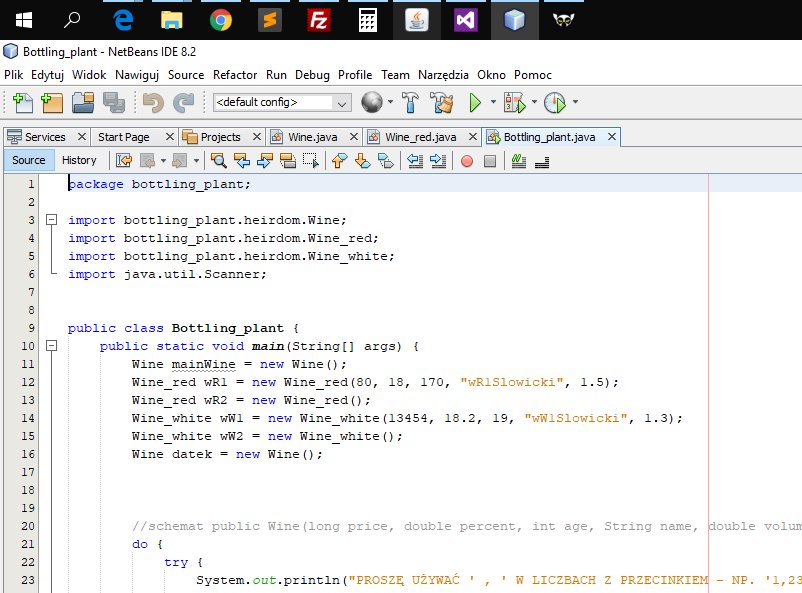 Bottling_plant - NetBeans IDE 8.2
Plik Edytuj Widok Nawiguj Source Refactor Run Debug Profile Team Narzędzia Okno Pomoc
<default config>
Services Start Page Projects Wine.java Wine_red.java Bottling_plant.java
Source History
1 package bottling_plant;
2
3 import bottling_plant.heirdom.Wine;
4 import bottling_plant.heirdom.Wine_red;
5 import bottling_plant.heirdom.Wine_white;
6 import java.util.Scanner;
7
8
9 public class Bottling_plant {
10 public static void main(String[] args) {
11 Wine mainWine = new Wine();
12 Wine_red wR1 = new Wine_red(80, 18, 170, "wR1Slowicki", 1.5);
13 Wine_red wR2 = new Wine_red();
14 Wine_white wW1 = new Wine_white(13454, 18.2, 19, "wW1Slowicki", 1.3);
15 Wine_white wW2 = new Wine_white();
16 Wine datek = new Wine();
17
18
19
20 //schemat public Wine(long price, double percent, int age, String name, double volum
21 do {
22 try {
23 System.out.println("PROSZĘ UŻYWAĆ ' , ' W LICZBACH Z PRZECINKIEM - NP. '1,23